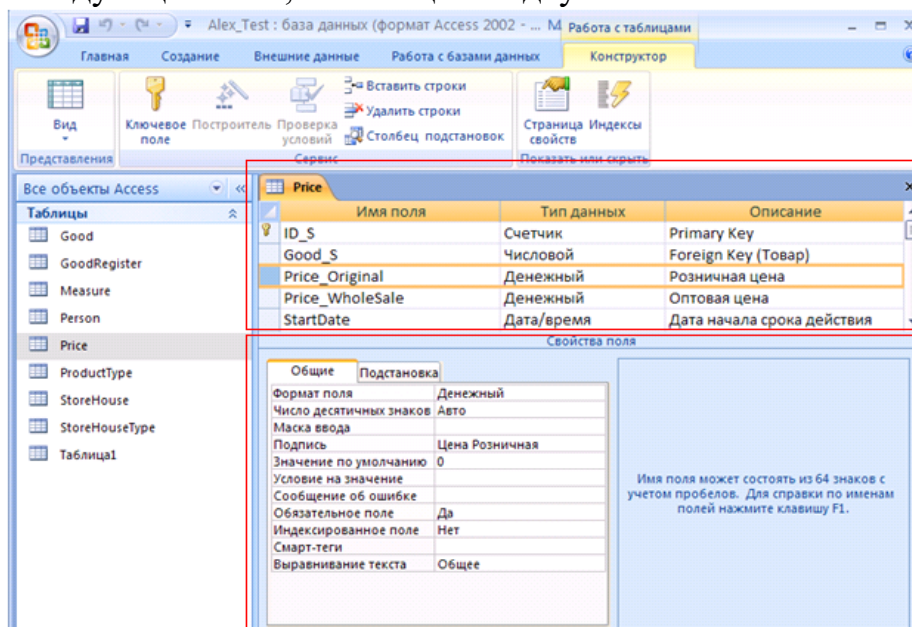 Alex_Test : база данных (формат Access 2002 - ... М Работа с таблицами
Главная Создание Внешние данные Работа с базами данных Конструктор
Вид
Ключевое поле
Построитель
Проверка условий
Вставить строки
Удалить строки
Столбец подстановок
Страница свойств
Индексы
Представления Сервис Показать или скрыть
Все объекты Access
Таблицы
Good
GoodRegister
Measure
Person
Price
ProductType
StoreHouse
StoreHouseType
Таблица1
Price
Имя поля Тип данных Описание
ID_S Счетчик Primary Key
Good_S Числовой Foreign Key (Товар)
Price_Original Денежный Розничная цена
Price_WholeSale Денежный Оптовая цена
StartDate Дата/время Дата начала срока действия
Свойства поля
Общие Подстановка
Формат поля Денежный
Число десятичных знаков Авто
Маска ввода
Подпись Цена Розничная
Значение по умолчанию 0
Условие на значение
Сообщение об ошибке
Обязательное поле Да
Индексированное поле Нет
Смарт-теги
Выравнивание текста Общее
Имя поля может состоять из 64 знаков с
учетом пробелов. Для справки по именам
полей нажмите клавишу F1.